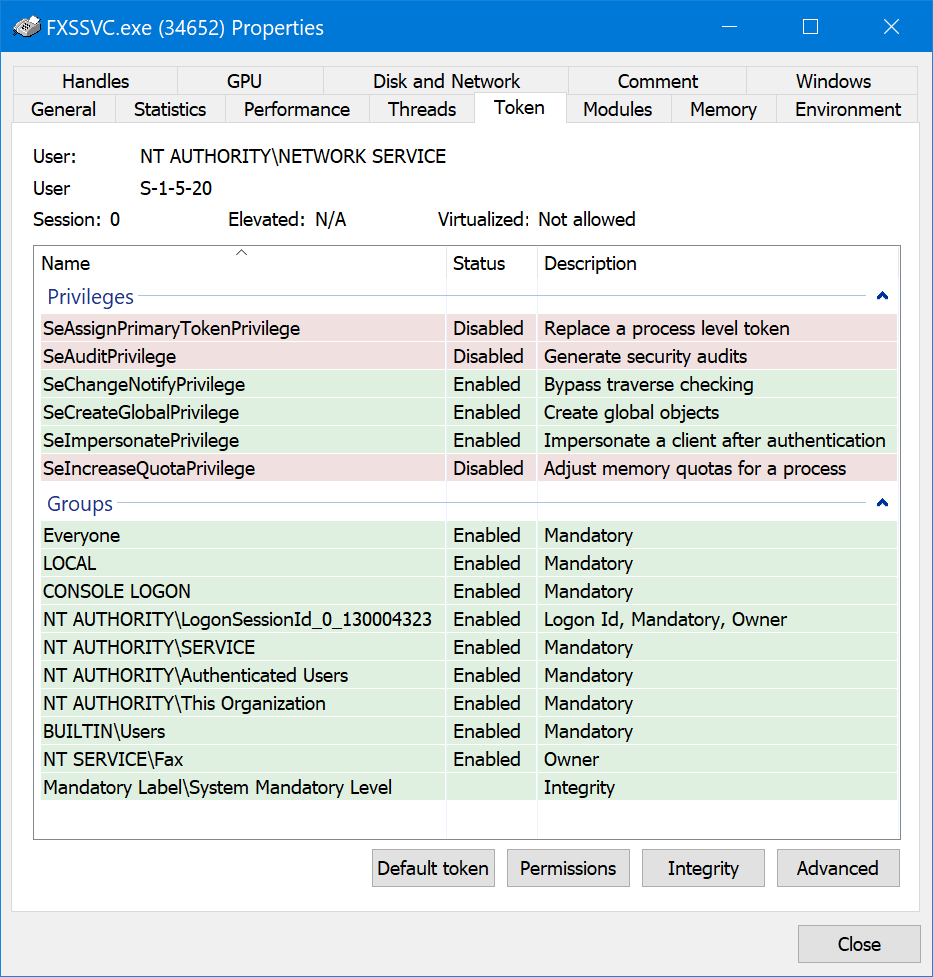 FXSSVC.exe (34652) Properties
Handles GPU Disk and Network Comment Windows
General Statistics Performance Threads Token Modules Memory Environment
User: NT AUTHORITY\NETWORK SERVICE
User S-1-5-20
Session: 0 Elevated: N/A Virtualized: Not allowed
Name Status Description
Privileges
SeAssignPrimaryTokenPrivilege Disabled Replace a process level token
SeAuditPrivilege Disabled Generate security audits
SeChangeNotifyPrivilege Enabled Bypass traverse checking
SeCreateGlobalPrivilege Enabled Create global objects
SeImpersonatePrivilege Enabled Impersonate a client after authentication
SeIncreaseQuotaPrivilege Disabled Adjust memory quotas for a process
Groups
Everyone Enabled Mandatory
LOCAL Enabled Mandatory
CONSOLE LOGON Enabled Mandatory
NT AUTHORITY\LogonSessionId_0_130004323 Enabled Logon Id, Mandatory, Owner
NT AUTHORITY\SERVICE Enabled Mandatory
NT AUTHORITY\Authenticated Users Enabled Mandatory
NT AUTHORITY\This Organization Enabled Mandatory
BUILTIN\Users Enabled Mandatory
NT SERVICE\Fax Enabled Owner
Mandatory Label\System Mandatory Level Integrity
Default token Permissions Integrity Advanced
Close